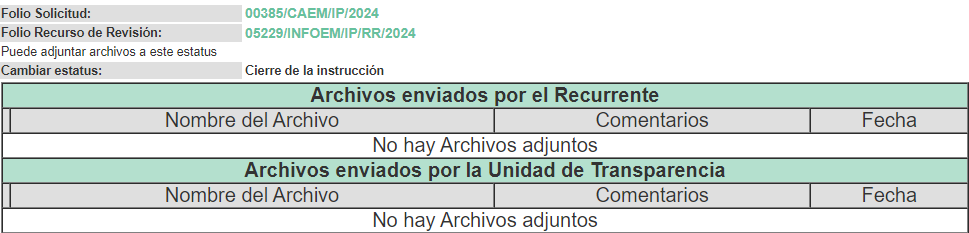 Folio Solicitud: 00385/CAEM/IP/2024
Folio Recurso de Revisión: 05229/INFOEM/IP/RR/2024
Puede adjuntar archivos a este estatus
Cambiar estatus: Cierre de la instrucción
Archivos enviados por el Recurrente
Nombre del Archivo Comentarios Fecha
No hay Archivos adjuntos
Archivos enviados por la Unidad de Transparencia
Nombre del Archivo Comentarios Fecha
No hay Archivos adjuntos